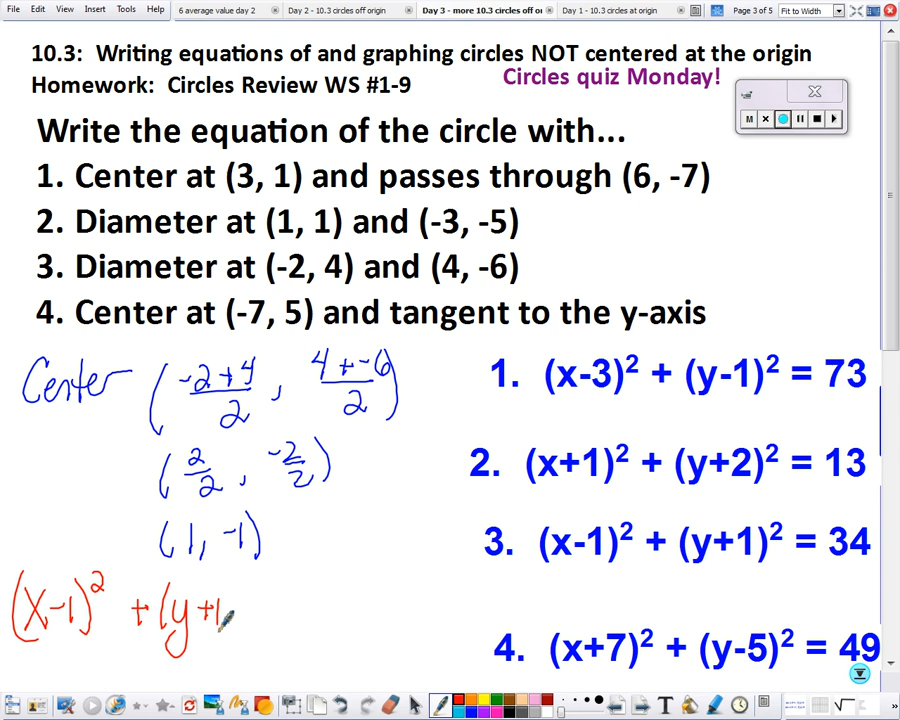 File Edit View Insert Tools Help 6 average value day 2 Day 2 - 10.3 circles off origin Day 3 - more 10.3 circles off or Day 1 - 10.3 circles at origin Page 3 of 5 Fit to Width
10.3: Writing equations of and graphing circles NOT centered at the origin
Homework: Circles Review WS #1-9 Circles quiz Monday!
M
Write the equation of the circle with...
1. Center at (3, 1) and passes through (6, -7)
2. Diameter at (1, 1) and (-3, -5)
3. Diameter at (-2, 4) and (4, -6)
4. Center at (-7, 5) and tangent to the y-axis
Center (-2+4/2, 4+-6/2)
(2/2, -2/2)
(1, -1)
(x-1)² + (y+1
1. (x-3)² + (y-1)² = 73
2. (x+1)² + (y+2)² = 13
3. (x-1)² + (y+1)² = 34
4. (x+7)² + (y-5)² = 49